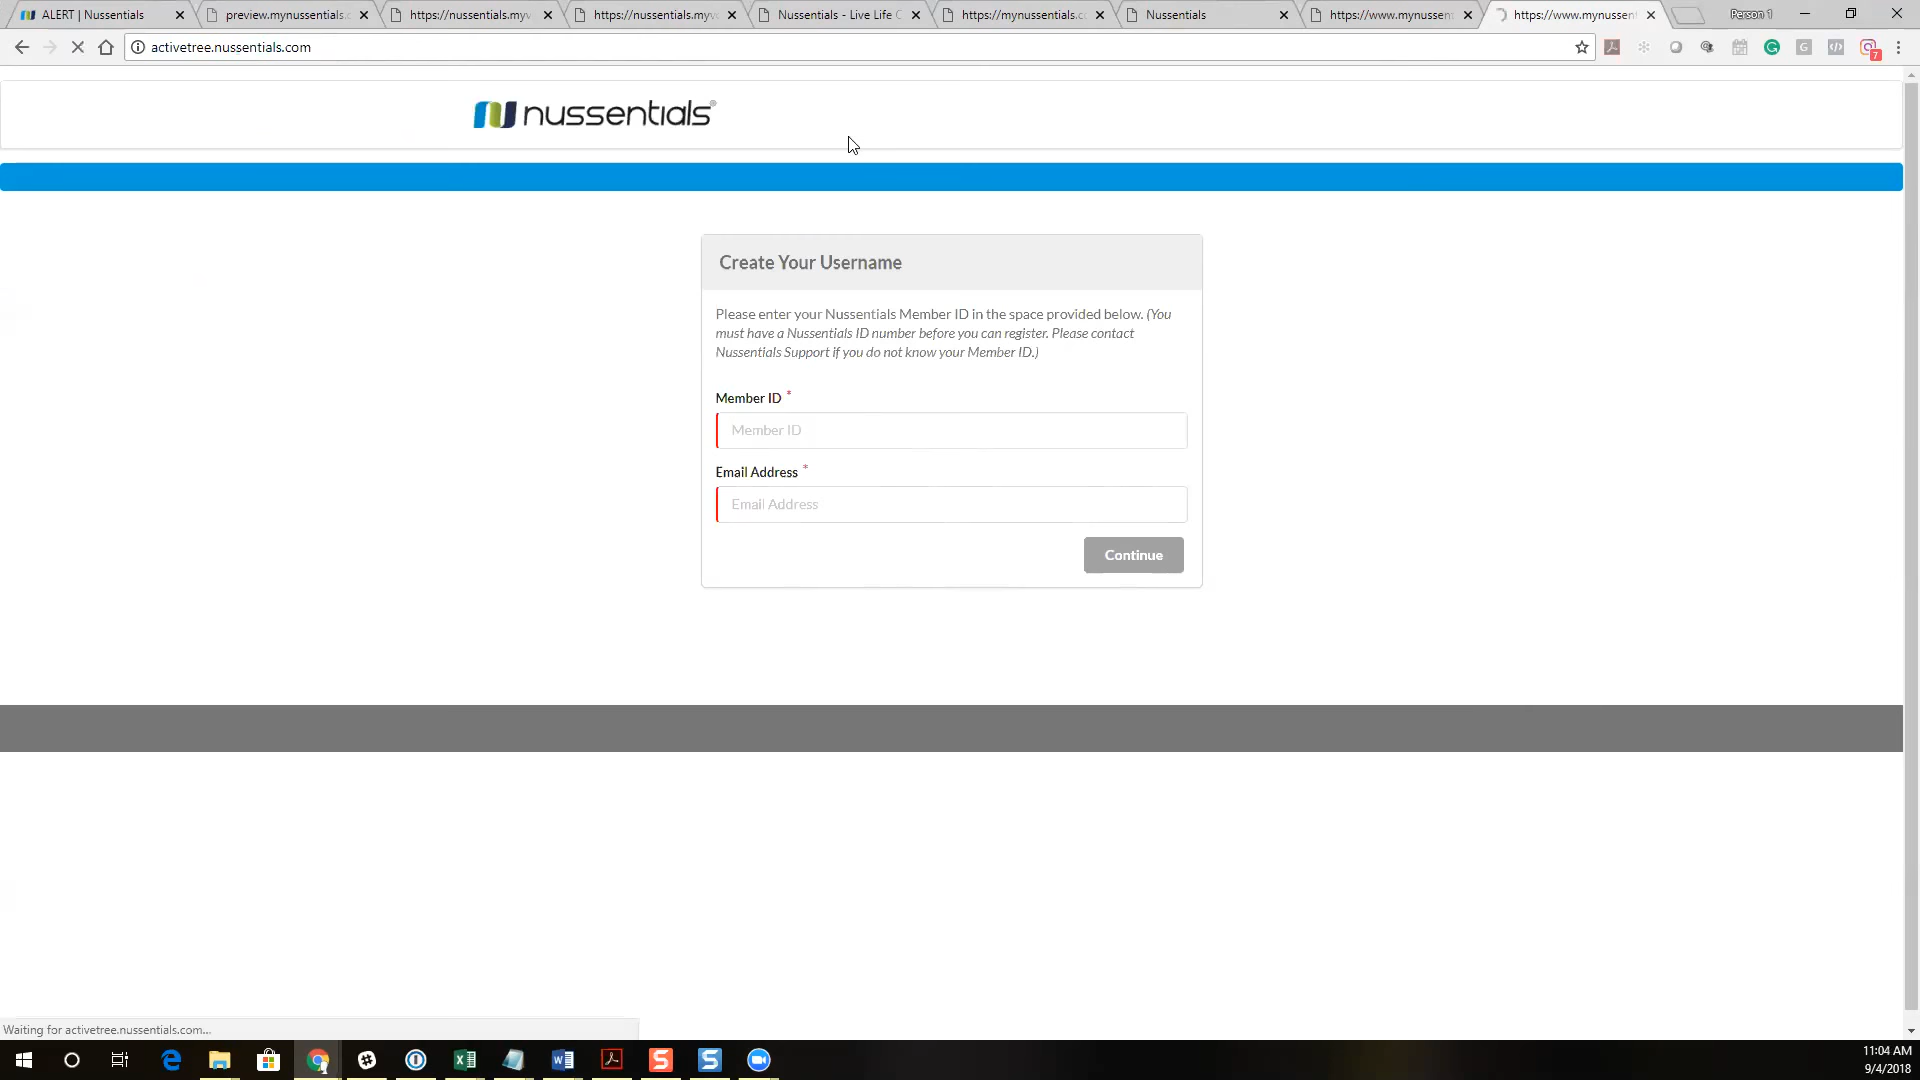 ALERT | Nussentials
preview.mynussentials.
https://nussentials.myv
https://nussentials.myv
Nussentials - Live Life
https://mynussentials.c
Nussentials
https://www.mynussen
https://www.mynussent
Person 1
activetree.nussentials.com
7
nussentials®
Create Your Username
Please enter your Nussentials Member ID in the space provided below. (You
must have a Nussentials ID number before you can register. Please contact
Nussentials Support if you do not know your Member ID.)
Member ID *
Member ID
Email Address *
Email Address
Continue
Waiting for activetree.nussentials.com...
11:04 AM
9/4/2018